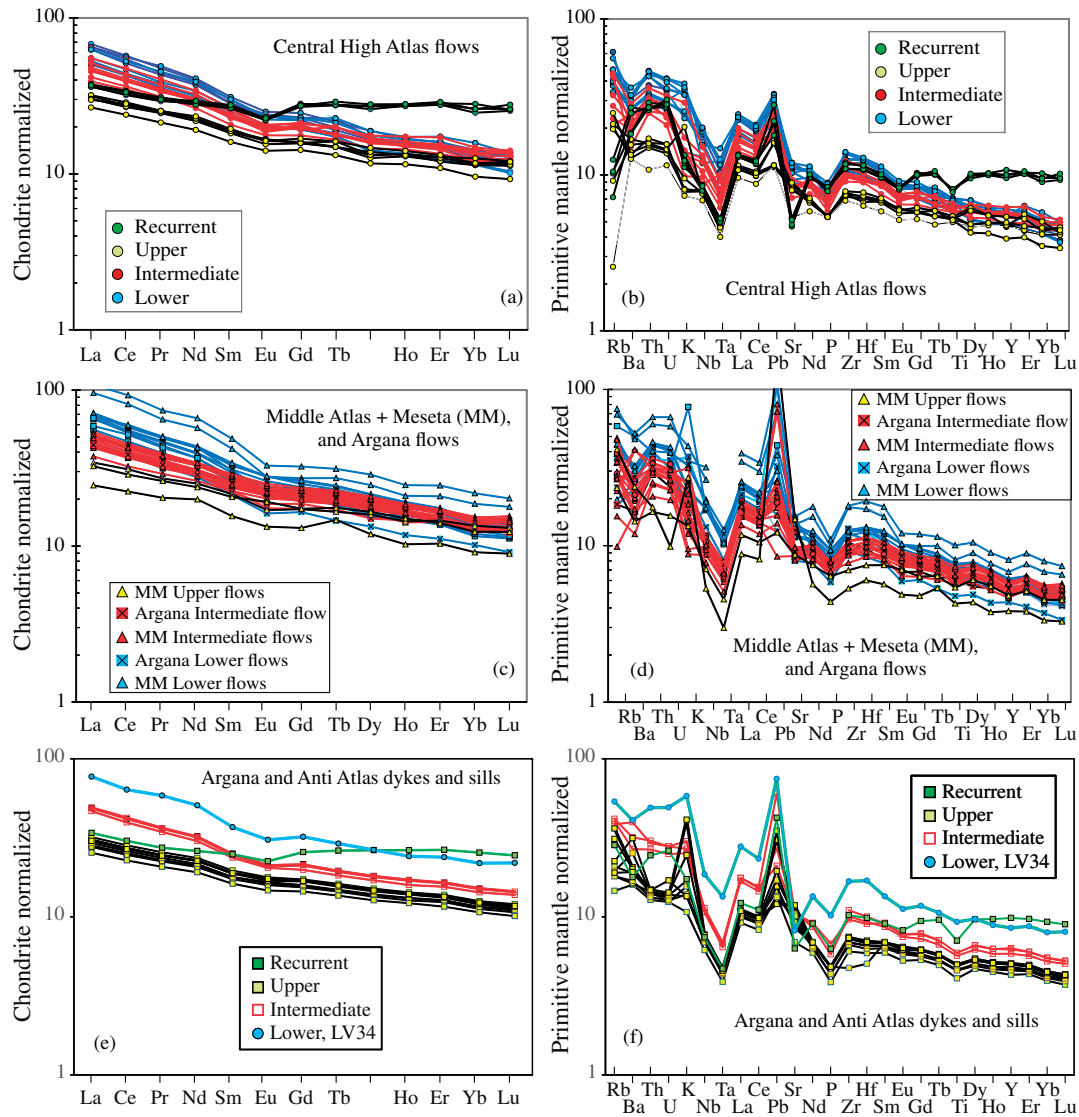 100
10
1
Chondrite normalized
Central High Atlas flows
Recurrent
Upper
Intermediate
Lower
(a)
La Ce Pr Nd Sm Eu Gd Tb Ho Er Yb Lu
100
10
1
Primitive mantle normalized
Recurrent
Upper
Intermediate
Lower
(b)
Central High Atlas flows
Rb Ba Th U K Nb Ta La Ce Pb Sr Nd P Zr Hf Sm Eu Gd Tb Ti Dy Ho Y Er Yb Lu
100
10
1
Chondrite normalized
Middle Atlas + Meseta (MM),
and Argana flows
MM Upper flows
Argana Intermediate flow
MM Intermediate flows
Argana Lower flows
MM Lower flows
(c)
La Ce Pr Nd Sm Eu Gd Tb Dy Ho Er Yb Lu
100
10
1
Primitive mantle normalized
MM Upper flows
Argana Intermediate flow
MM Intermediate flows
Argana Lower flows
MM Lower flows
(d)
Middle Atlas + Meseta (MM),
and Argana flows
Rb Th K Ta Ce Sr P Hf Eu Tb Dy Y Yb
Ba U Nb La Pb Nd Zr Sm Gd Ti Ho Er Lu
100
10
1
Chondrite normalized
Argana and Anti Atlas dykes and sills
Recurrent
Upper
Intermediate
Lower, LV34
(e)
La Ce Pr Nd Sm Eu Gd Tb Dy Ho Er Yb Lu
100
10
1
Primitive mantle normalized
Recurrent
Upper
Intermediate
Lower, LV34
(f)
Argana and Anti Atlas dykes and sills
Rb Th K Ta Ce Sr P Hf Eu Tb Dy Y Yb
Ba U Nb La Pb Nd Zr Sm Gd Ti Ho Er Lu